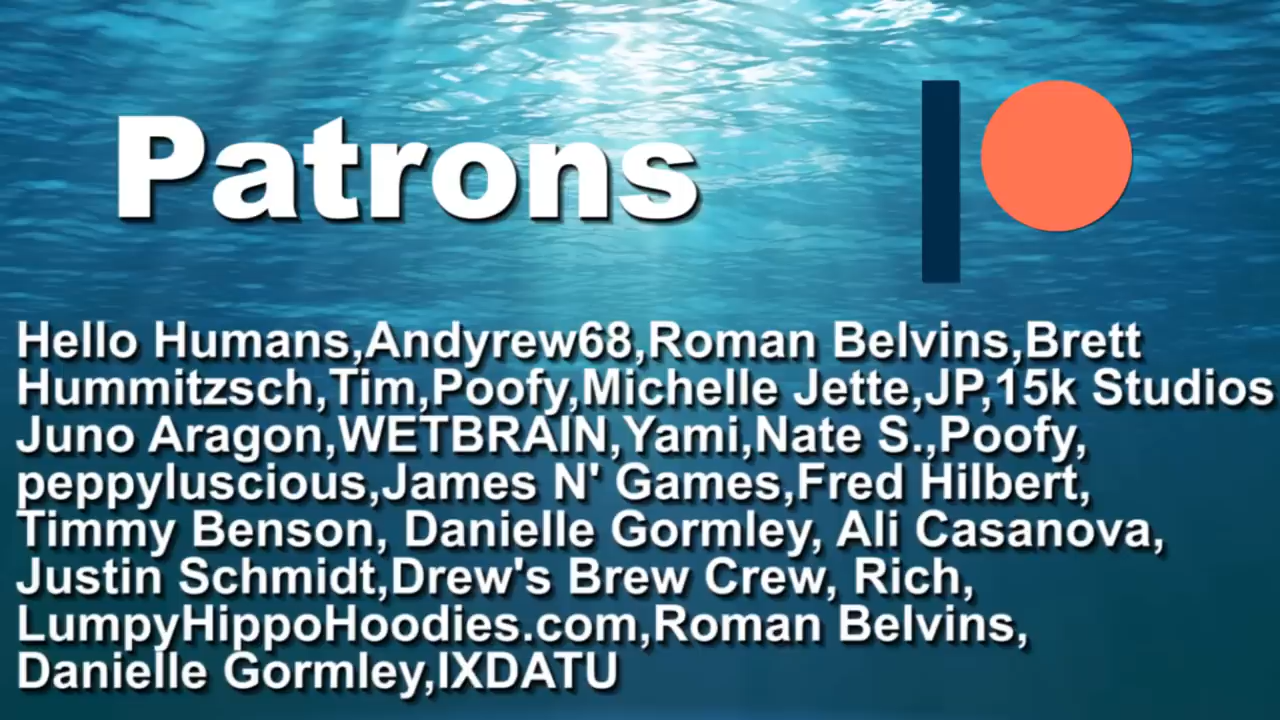 Patrons
Hello Humans,Andyrew68,Roman Belvins,Brett
Hummitzsch,Tim,Poofy,Michelle Jette,JP,15k Studios
Juno Aragon,WETBRAIN,Yami,Nate S.,Poofy,
peppyluscious,James N' Games,Fred Hilbert,
Timmy Benson, Danielle Gormley, Ali Casanova,
Justin Schmidt,Drew's Brew Crew, Rich,
LumpyHippoHoodies.com,Roman Belvins,
Danielle Gormley,IXDATU